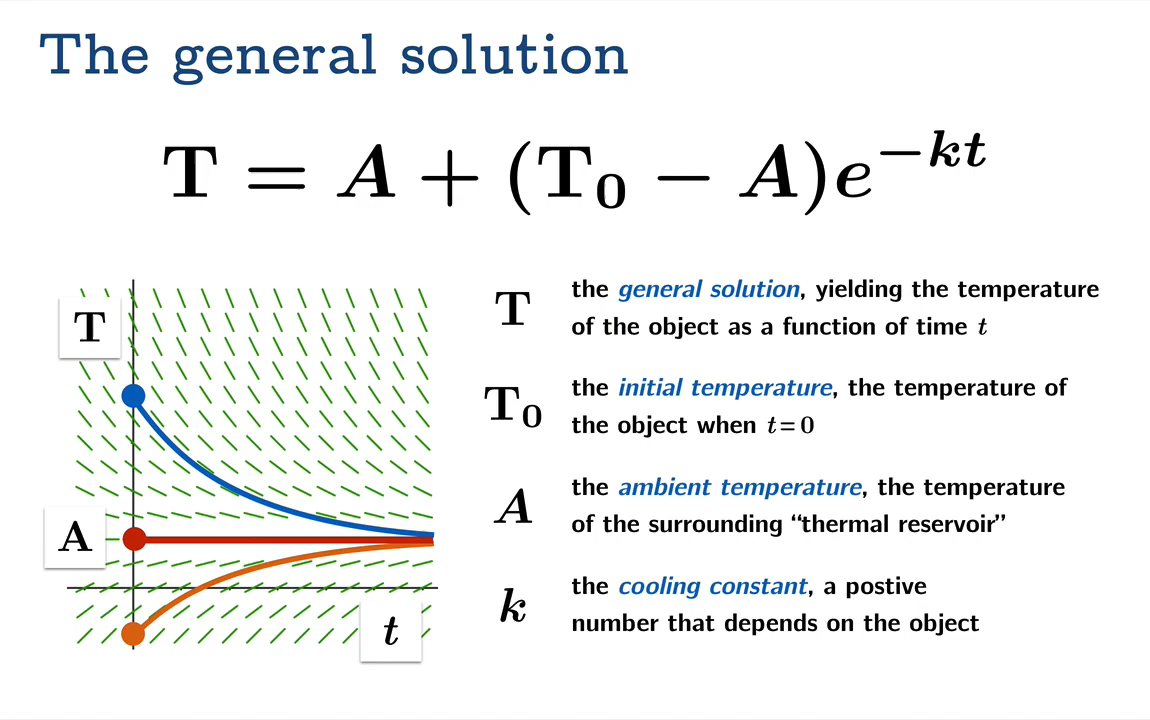 The general solution
T = A + (T₀ − A)e^{−kt}
T
A
t
T
the general solution, yielding the temperature
of the object as a function of time t
T₀
the initial temperature, the temperature of
the object when t = 0
A
the ambient temperature, the temperature
of the surrounding “thermal reservoir”
k
the cooling constant, a postive
number that depends on the object